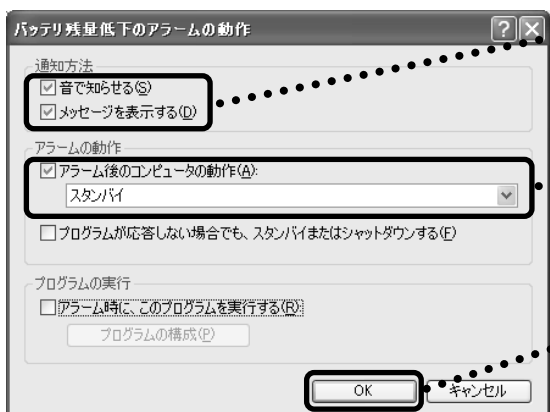 バッテリ残量低下のアラームの動作
通知方法
音で知らせる(S)
メッセージを表示する(D)
アラームの動作
アラーム後のコンピュータの動作(A):
スタンバイ
プログラムが応答しない場合でも、スタンバイまたはシャットダウンする(F)
プログラムの実行
アラーム時に、このプログラムを実行する(R):
プログラムの構成(P)
OK キャンセル